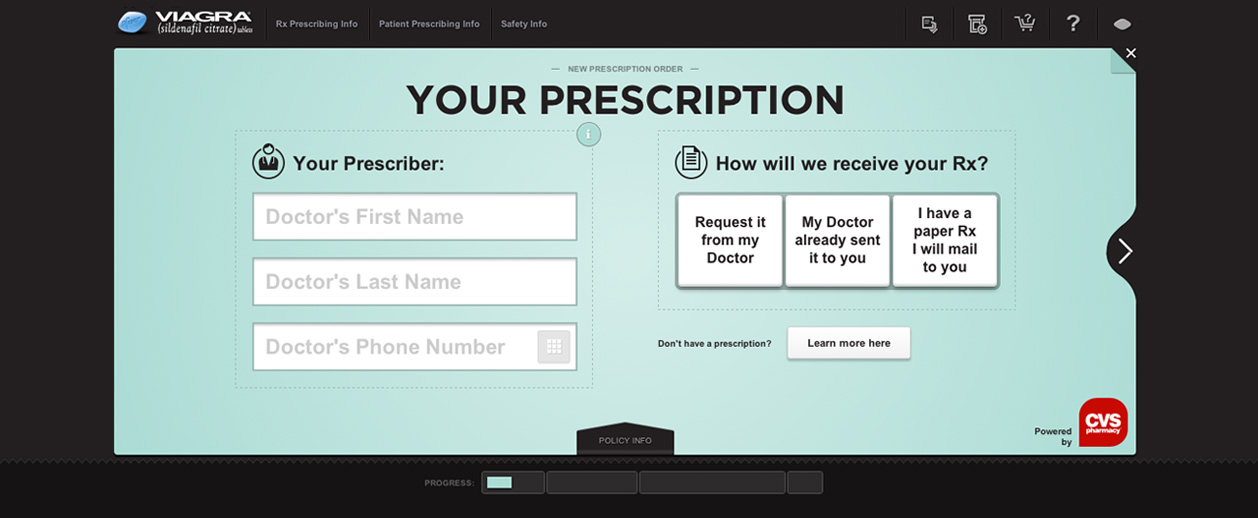 VIAGRA
(sildenafil citrate) tablets
Rx Prescribing Info
Patient Prescribing Info
Safety Info
?
— NEW PRESCRIPTION ORDER —
YOUR PRESCRIPTION
i
Your Prescriber:
Doctor's First Name
Doctor's Last Name
Doctor's Phone Number
How will we receive your Rx?
Request it
from my
Doctor
My Doctor
already sent
it to you
I have a
paper Rx
I will mail
to you
Don't have a prescription?
Learn more here
Powered
by
CVS
pharmacy
POLICY INFO
PROGRESS: